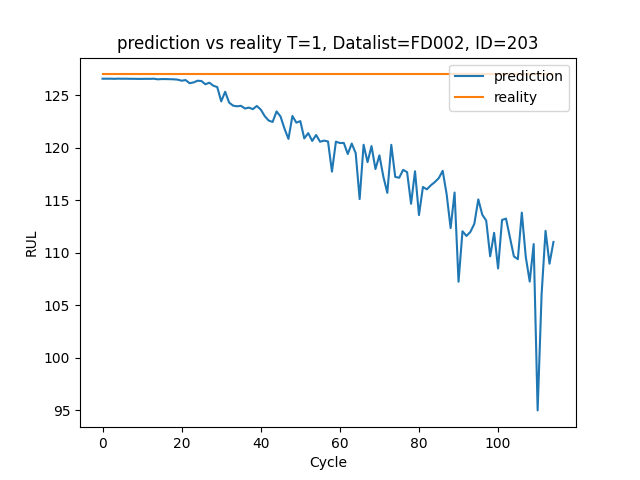 prediction vs reality T=1, Datalist=FD002, ID=203
prediction
reality
RUL
125
120
115
110
105
100
95
0 20 40 60 80 100
Cycle